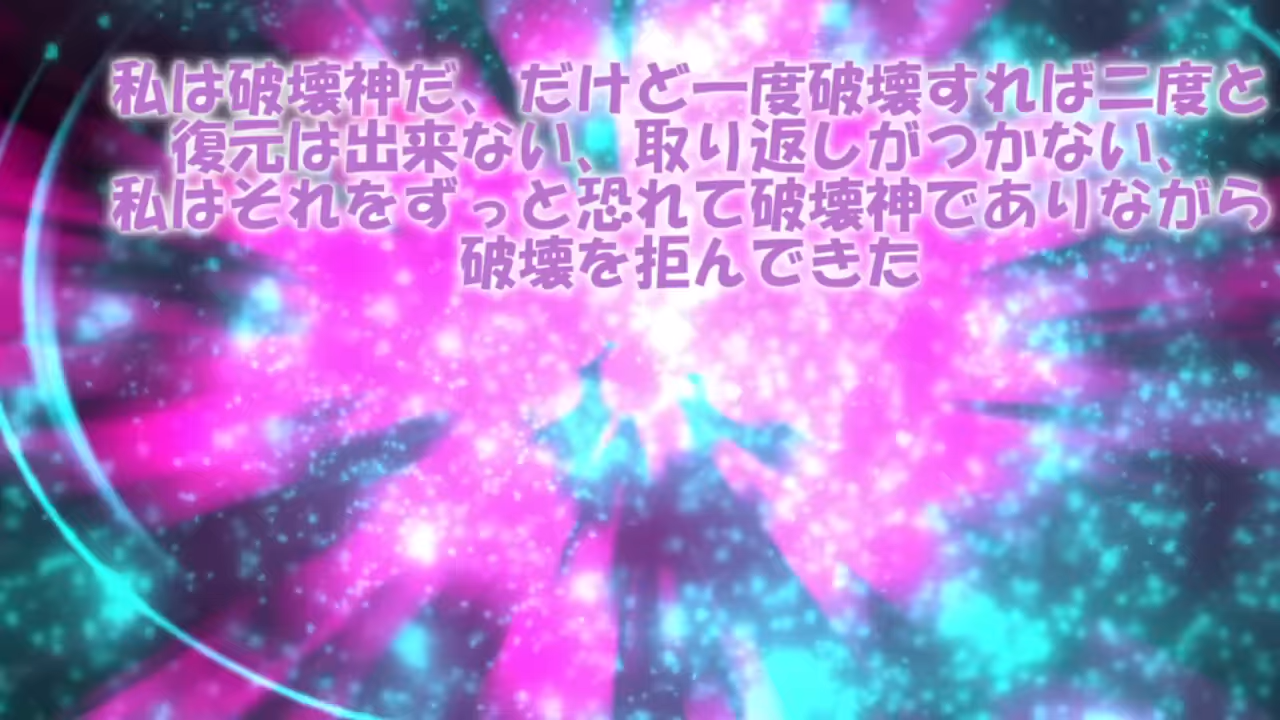 私は破壊神だ、だけど一度破壊すれば二度と
復元は出来ない、取り返しがつかない、
私はそれをずっと恐れて破壊神でありながら
破壊を拒んできた